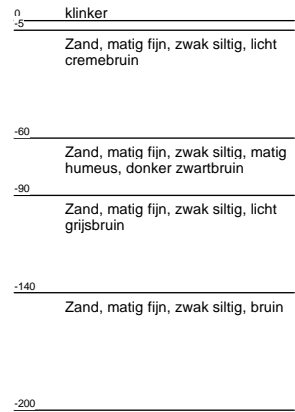 0 klinker
-5
Zand, matig fijn, zwak siltig, licht
cremebruin
-60
Zand, matig fijn, zwak siltig, matig
humeus, donker zwartbruin
-90
Zand, matig fijn, zwak siltig, licht
grijsbruin
-140
Zand, matig fijn, zwak siltig, bruin
-200